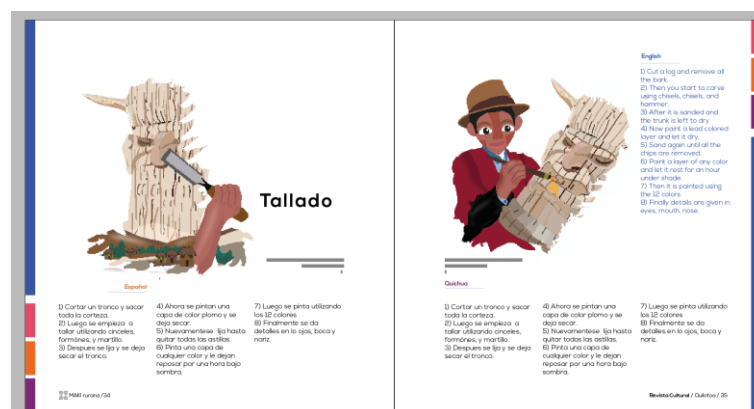 Tallado
Español
1) Cortar un tronco y sacar
toda la corteza.
2) Luego se empieza a
tallar utilizando cinceles,
formónes, y martillo.
3) Despues se lija y se deja
secar el tronco.
4) Ahora se pintan una
capa de color plomo y se
deja secar.
5) Nuevamentese lija hasta
quitar todas las astillas.
6) Pinta una capa de
cualquier color y le dejan
reposar por una hora bajo
sombra.
7) Luego se pinta utilizando
los 12 colores
8) Finalmente se da
detalles en lo ojos, boca y
nariz.
MAKI rurana /34
English
1) Cut a log and remove all
the bark.
2) Then you start to carve
using chisels, chisels, and
hammer.
3) After it is sanded and
the trunk is left to dry
4) Now paint a lead colored
layer and let it dry.
5) Sand again until all the
chips are removed.
6) Paint a layer of any color
and let it rest for an hour
under shade.
7) Then it is painted using
the 12 colors
8) Finally details are given in
eyes, mouth, nose.
Quichua
1) Cortar un tronco y sacar
toda la corteza.
2) Luego se empieza a
tallar utilizando cinceles,
formónes, y martillo.
3) Despues se lija y se deja
secar el tronco.
4) Ahora se pintan una
capa de color plomo y se
deja secar.
5) Nuevamentese lija hasta
quitar todas las astillas.
6) Pinta una capa de
cualquier color y le dejan
reposar por una hora bajo
sombra.
7) Luego se pinta utilizando
los 12 colores
8) Finalmente se da
detalles en lo ojos, boca y
nariz.
Revista Cultural / Quilotoa / 35